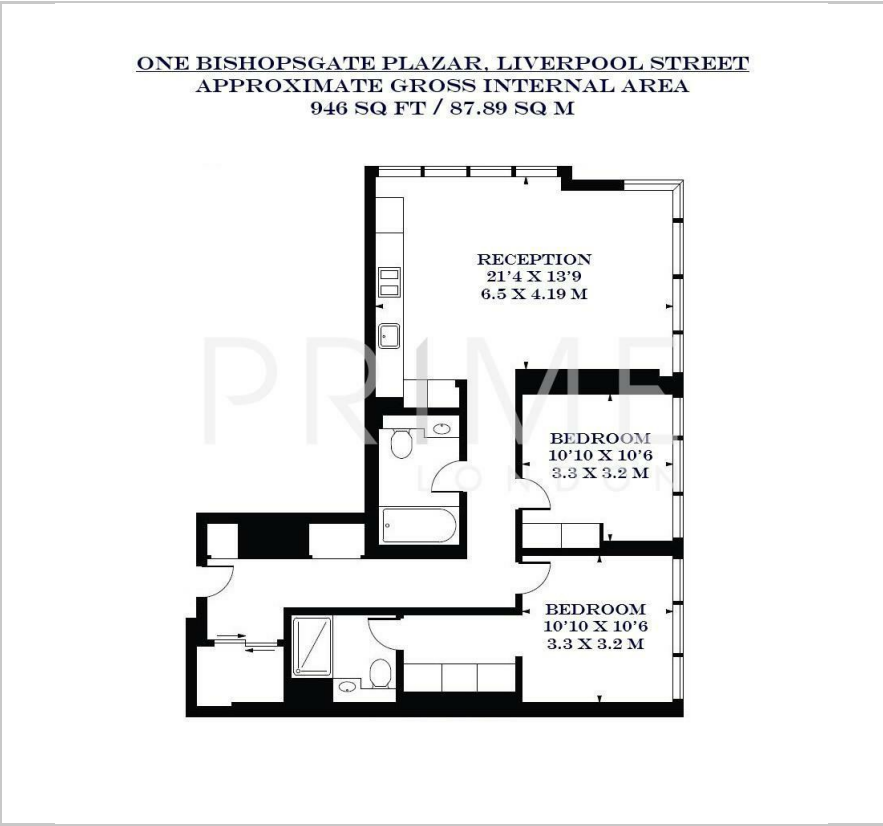 ONE BISHOPSGATE PLAZAR, LIVERPOOL STREET
APPROXIMATE GROSS INTERNAL AREA
946 SQ FT / 87.89 SQ M
RECEPTION
21'4 X 13'9
6.5 X 4.19 M
PRIME
LONDON
BEDROOM
10'10 X 10'6
3.3 X 3.2 M
BEDROOM
10'10 X 10'6
3.3 X 3.2 M